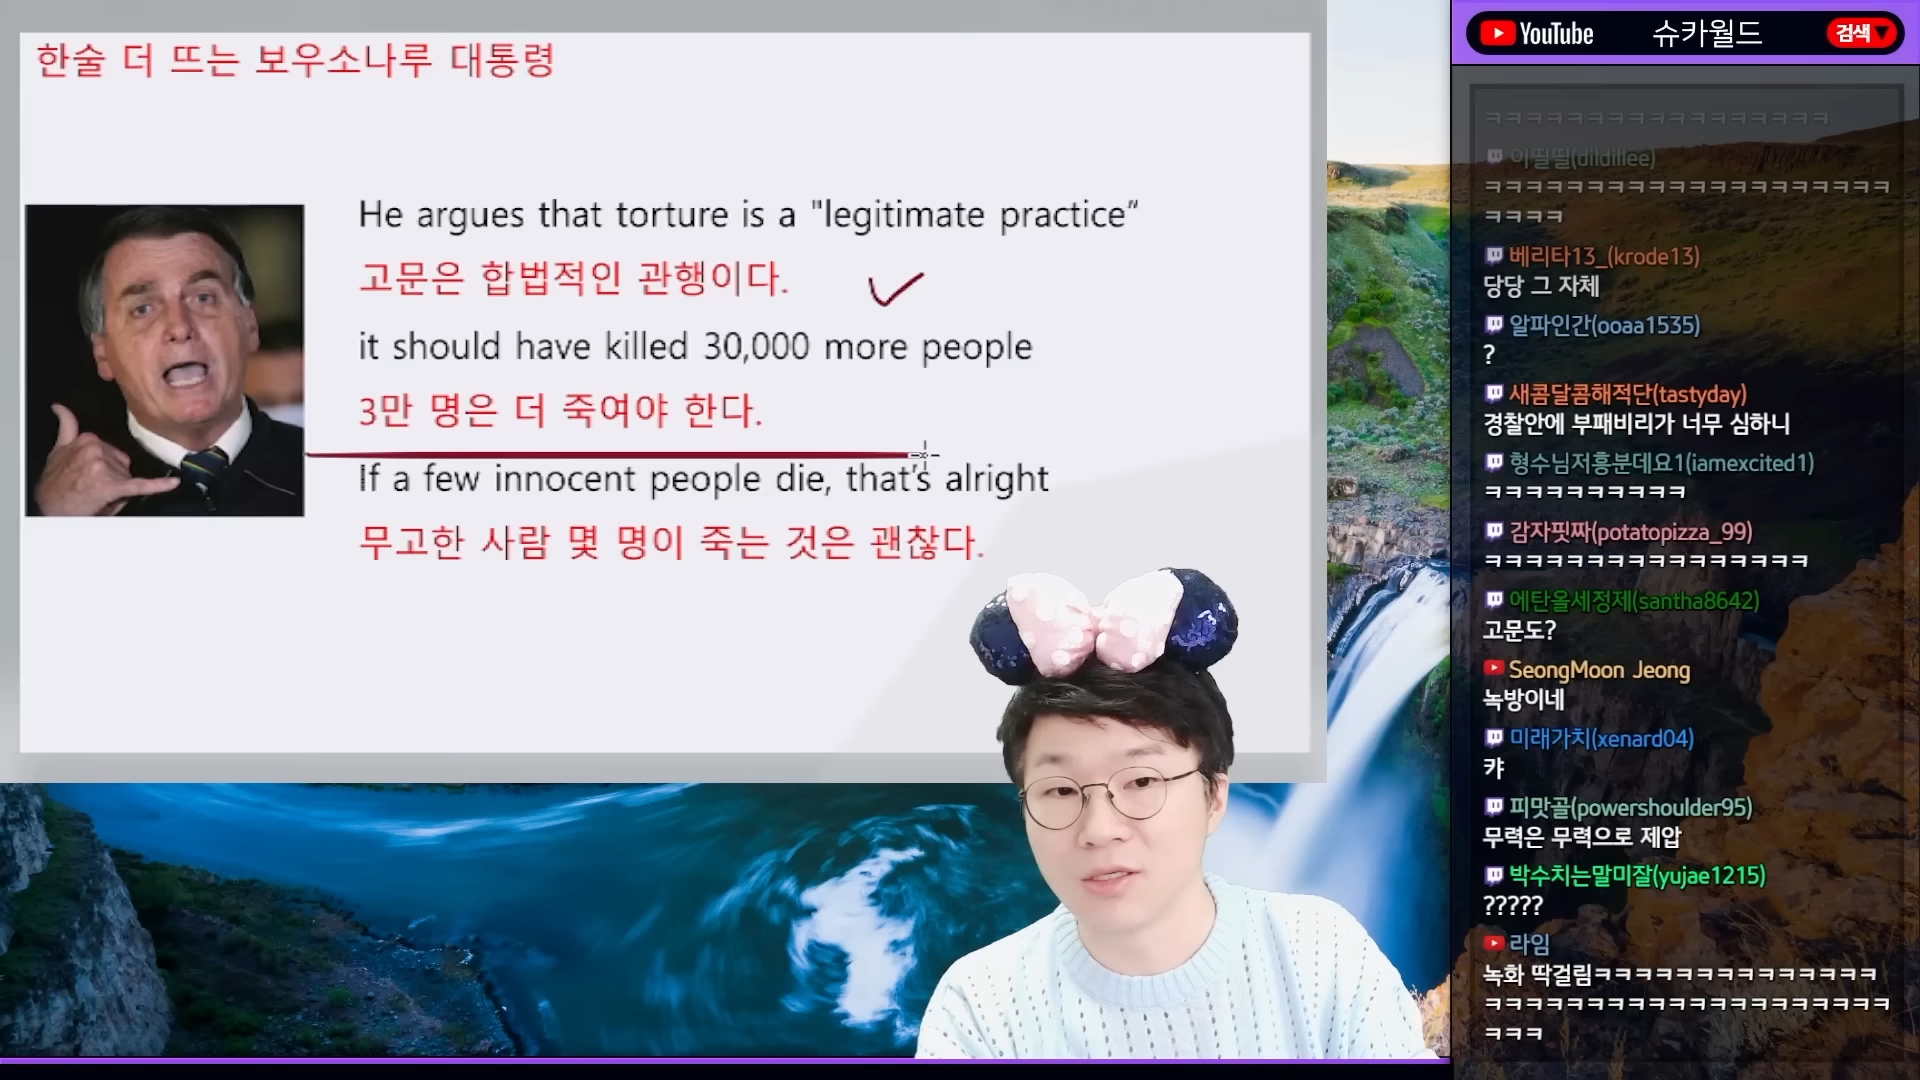 한술 더 뜨는 보우소나루 대통령
He argues that torture is a "legitimate practice"
고문은 합법적인 관행이다.
it should have killed 30,000 more people
3만 명은 더 죽여야 한다.
If a few innocent people die, that's alright
무고한 사람 몇 명이 죽는 것은 괜찮다.
YouTube 슈카월드 검색
ㅋㅋㅋㅋㅋㅋㅋㅋㅋㅋㅋㅋㅋㅋㅋㅋㅋ
이띨띨(dildillee)
ㅋㅋㅋㅋㅋㅋㅋㅋㅋㅋㅋㅋㅋㅋㅋㅋㅋㅋㅋㅋ
ㅋㅋㅋㅋ
베리타13_(krode13)
당당 그 자체
알파인간(ooaa1535)
?
새콤달콤해적단(tastyday)
경찰안에 부패비리가 너무 심하니
형수님저흥분데요1(iamexcited1)
ㅋㅋㅋㅋㅋㅋㅋㅋㅋㅋ
감자핏짜(potatopizza_99)
ㅋㅋㅋㅋㅋㅋㅋㅋㅋㅋㅋㅋㅋㅋㅋㅋ
에탄올세정제(santha8642)
고문도?
SeongMoon Jeong
녹방이네
미래가치(xenard04)
캬
피맛골(powershoulder95)
무력은 무력으로 제압
박수치는말미잘(yujae1215)
?????
라임
녹화 딱걸림ㅋㅋㅋㅋㅋㅋㅋㅋㅋㅋㅋㅋㅋㅋ
ㅋㅋㅋㅋㅋㅋㅋㅋㅋㅋㅋㅋㅋㅋㅋㅋㅋㅋㅋㅋ
ㅋㅋㅋ